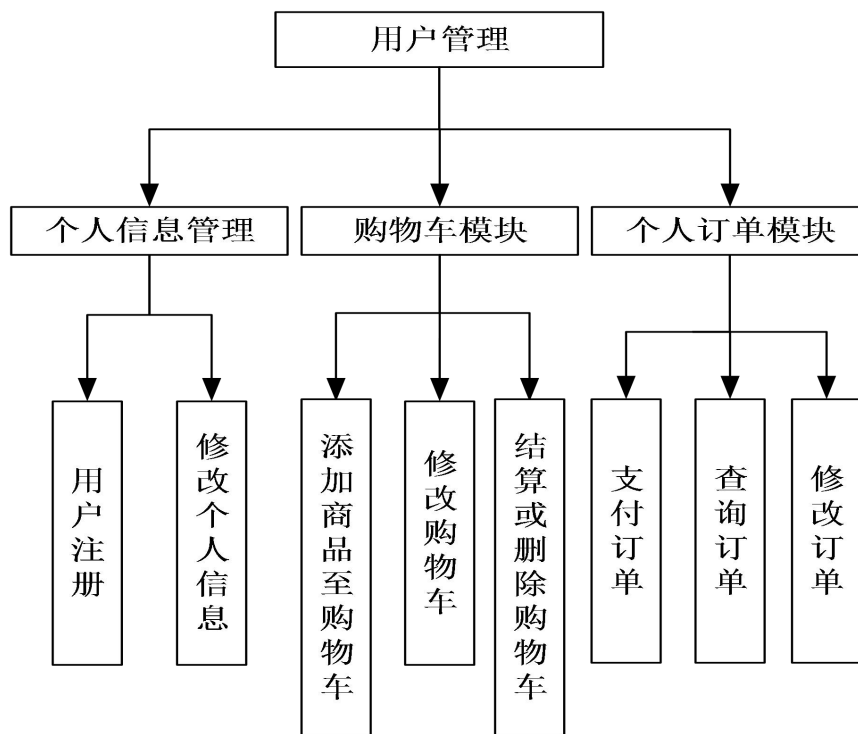 用户管理
个人信息管理
购物车模块
个人订单模块
用户注册
修改个人信息
添加商品至购物车
修改购物车
结算或删除购物车
支付订单
查询订单
修改订单